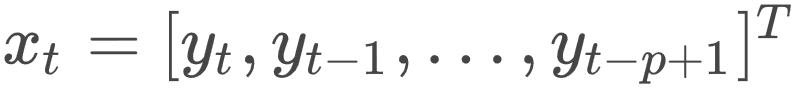 x_t = [y_t, y_{t-1}, ..., y_{t-p+1}]^T